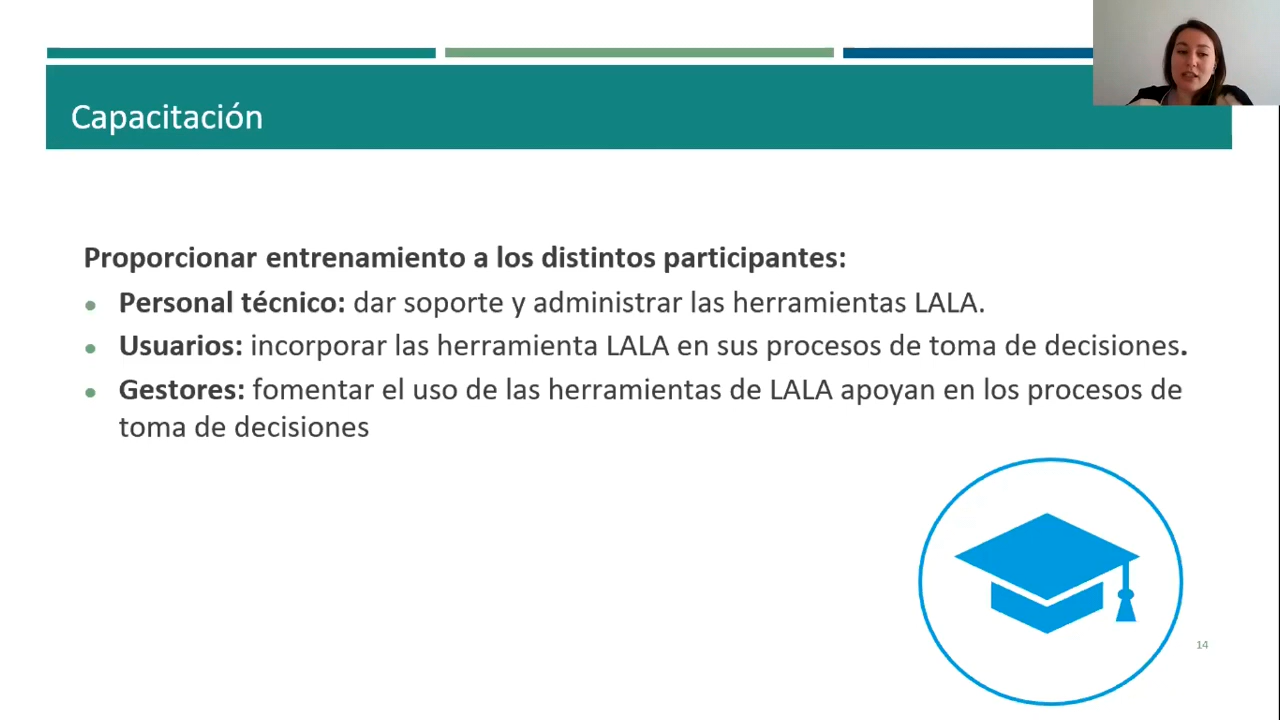 Capacitación
Proporcionar entrenamiento a los distintos participantes:
Personal técnico: dar soporte y administrar las herramientas LALA.
Usuarios: incorporar las herramienta LALA en sus procesos de toma de decisiones.
Gestores: fomentar el uso de las herramientas de LALA apoyan en los procesos de
toma de decisiones
14